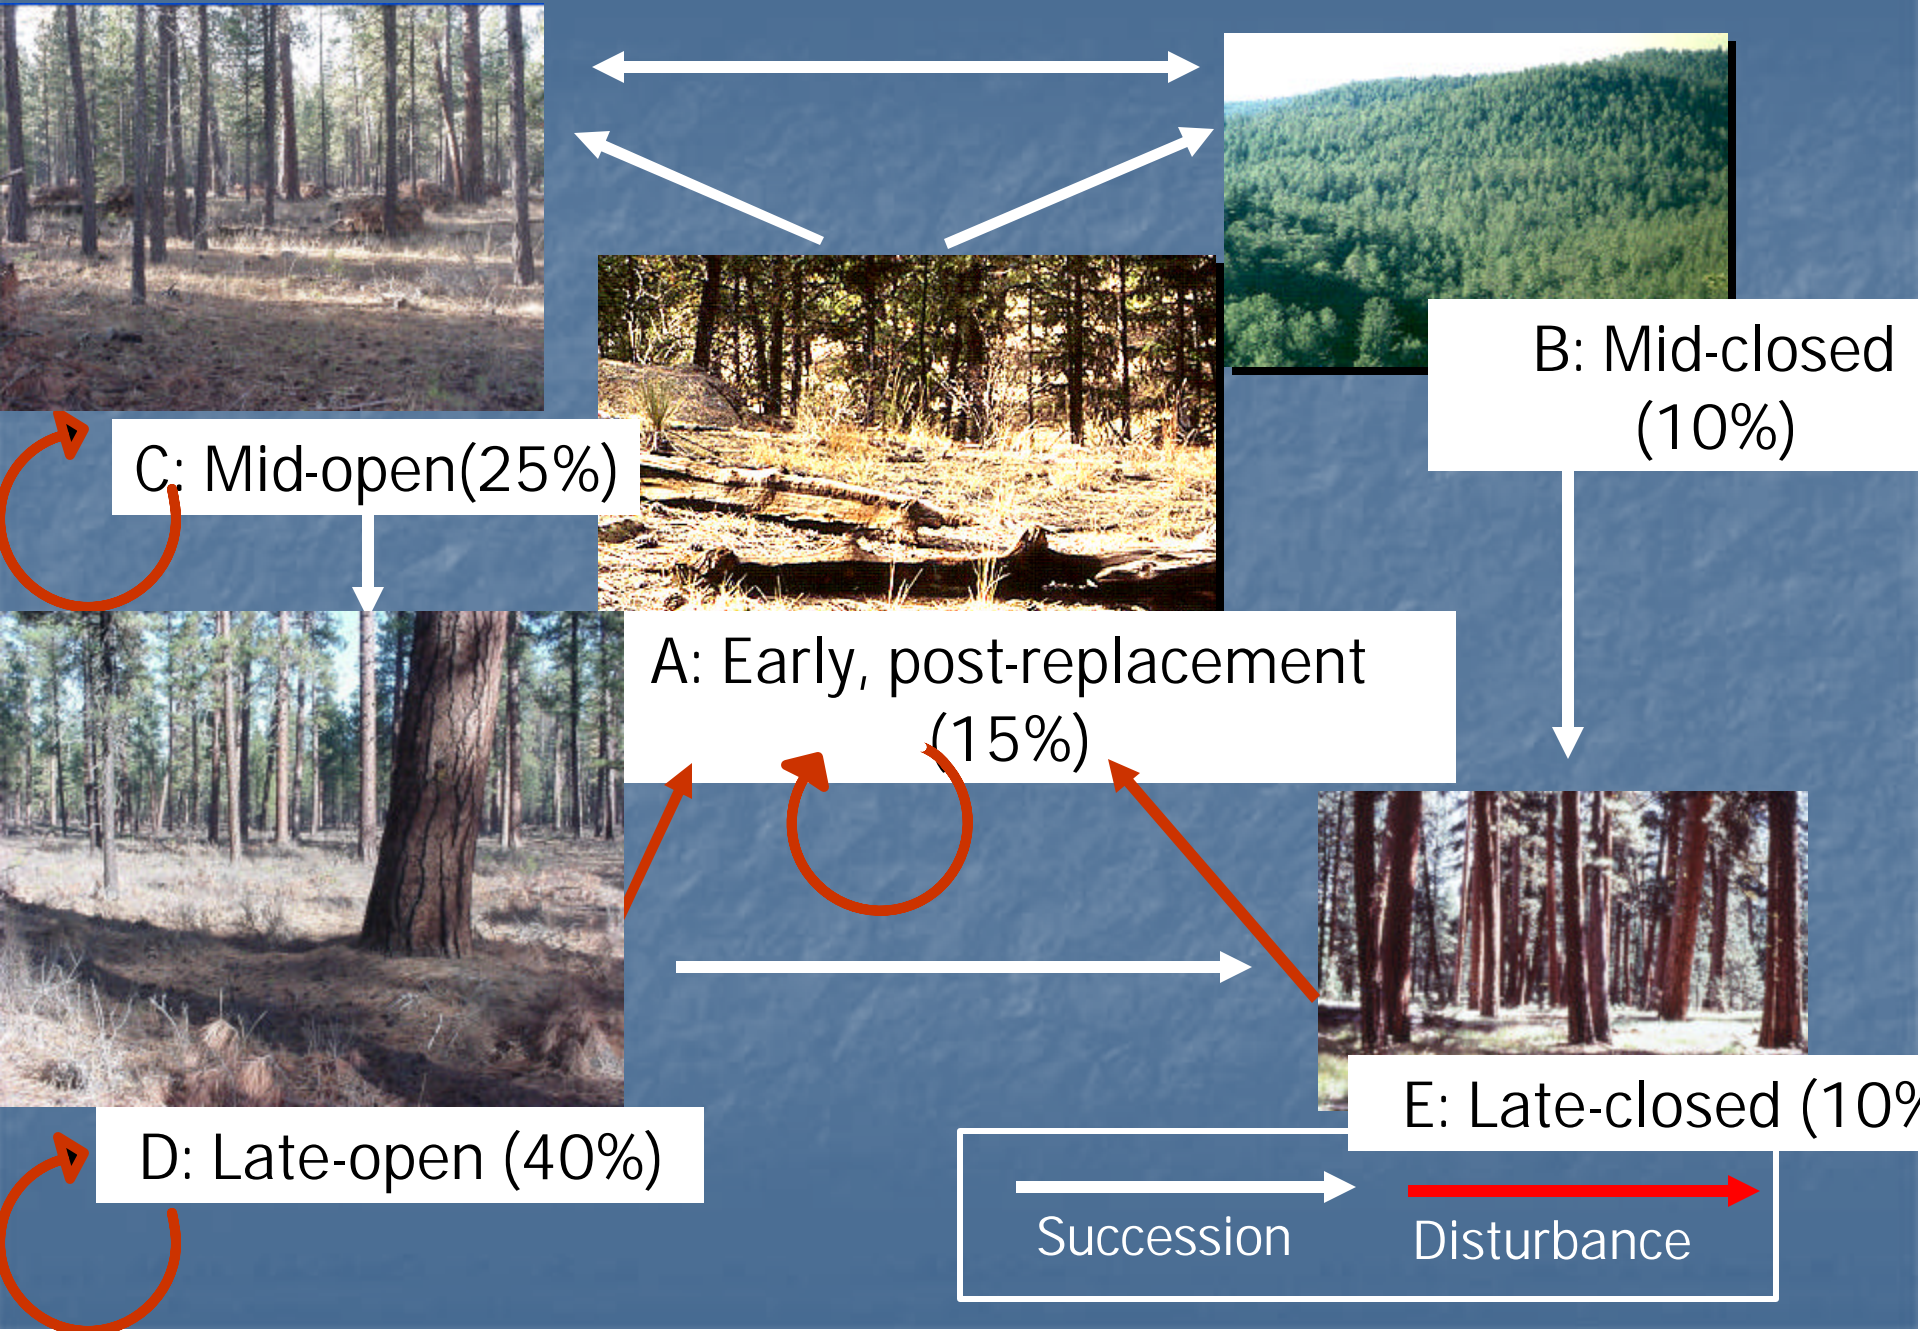 B: Mid-closed
(10%)
C: Mid-open(25%)
A: Early, post-replacement
(15%)
E: Late-closed (10%
D: Late-open (40%)
Succession
Disturbance